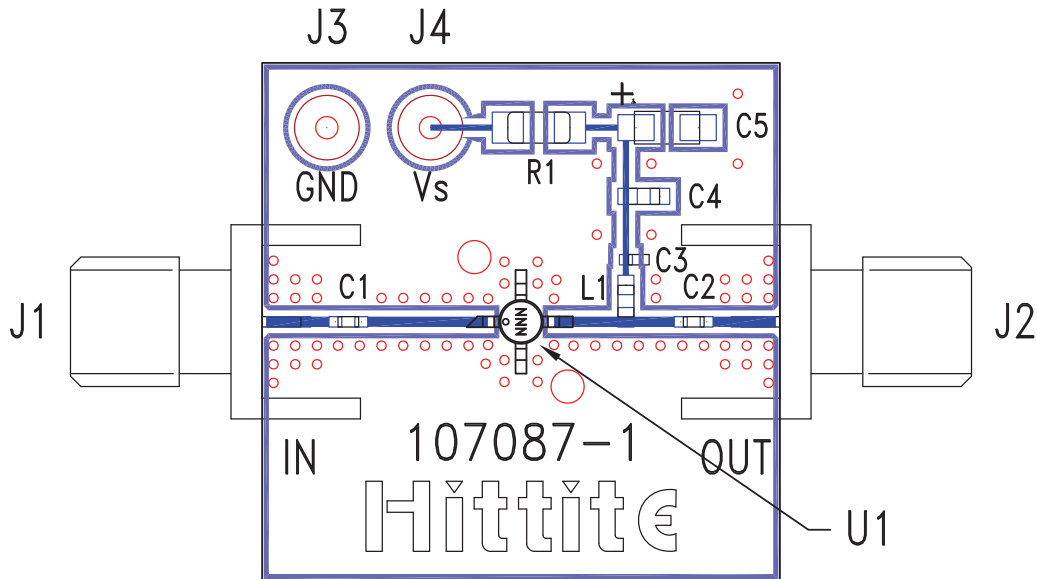 J3 J4
+
C5
R1
GND Vs
C4
C3
C1 L1 C2
J1 NNN J2
107087-1
IN OUT
Hittite
U1